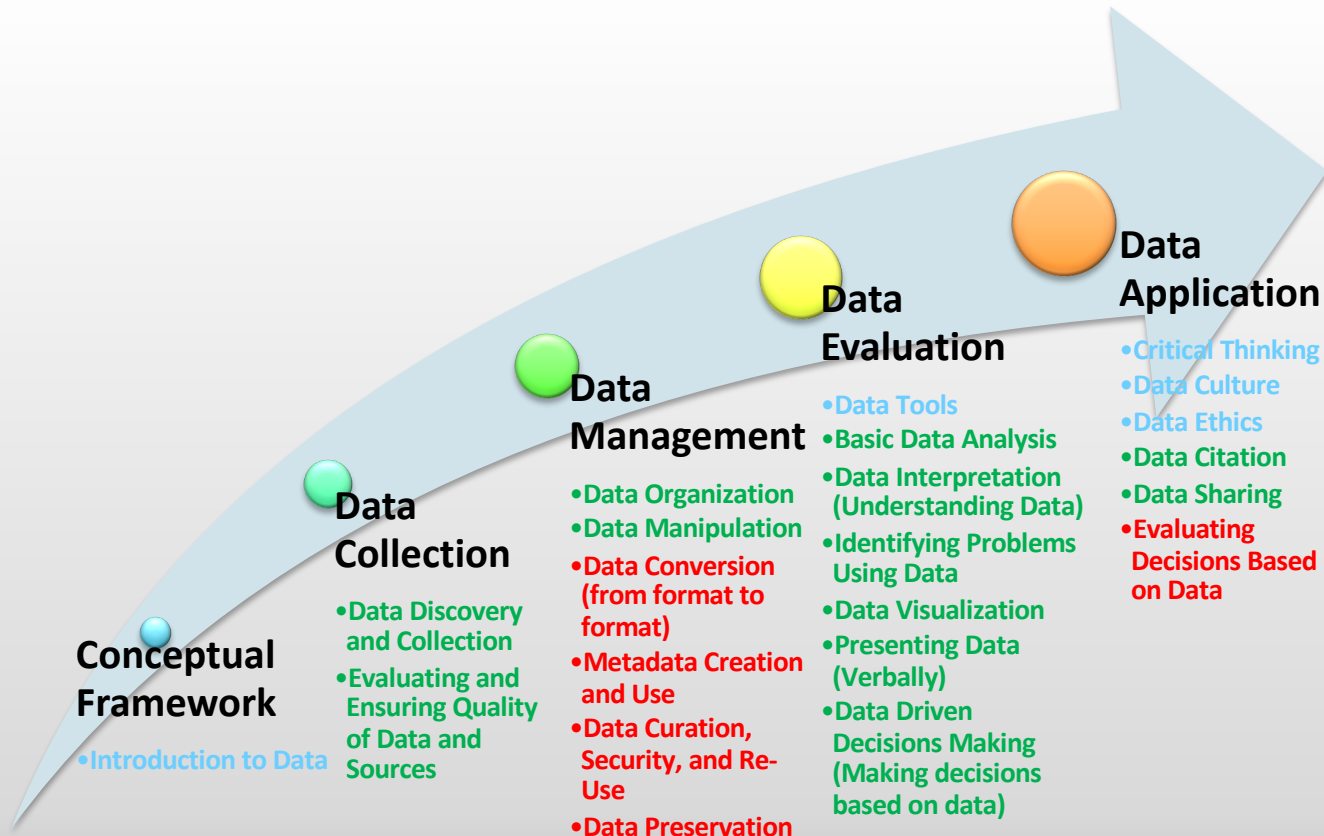 Conceptual
Framework
•Introduction to Data
Data
Collection
•Data Discovery
and Collection
•Evaluating and
Ensuring Quality
of Data and
Sources
Data
Management
•Data Organization
•Data Manipulation
•Data Conversion
(from format to
format)
•Metadata Creation
and Use
•Data Curation,
Security, and Re-
Use
•Data Preservation
Data
Evaluation
•Data Tools
•Basic Data Analysis
•Data Interpretation
(Understanding Data)
•Identifying Problems
Using Data
•Data Visualization
•Presenting Data
(Verbally)
•Data Driven
Decisions Making
(Making decisions
based on data)
Data
Application
•Critical Thinking
•Data Culture
•Data Ethics
•Data Citation
•Data Sharing
•Evaluating
Decisions Based
on Data